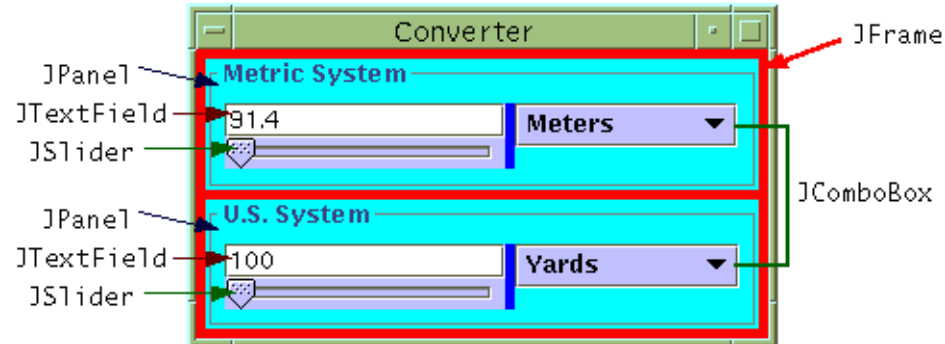 Converter
JFrame
JPanel
Metric System
JTextField
91.4
Meters
JSlider
JComboBox
JPanel
U.S. System
JTextField
100
Yards
JSlider